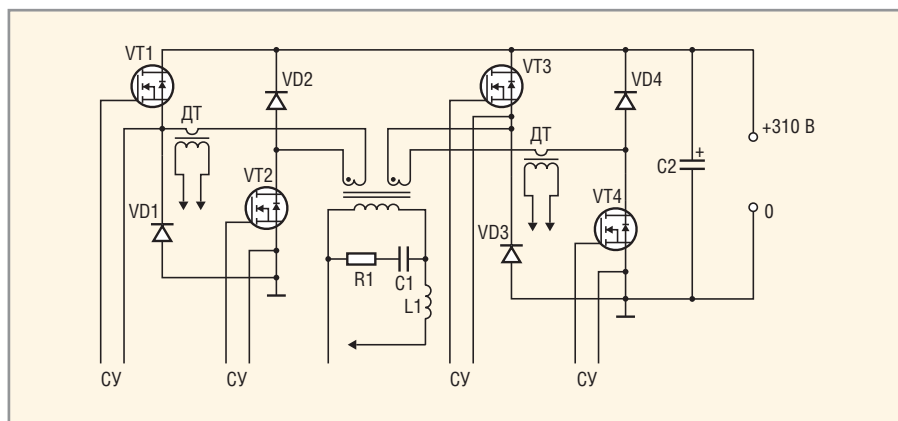 VT1
VD2
VT3
VD4
ДТ
ДТ
+310 В
+
C2
VT2
VT4
0
VD1
VD3
R1
C1
L1
СУ
СУ
СУ
СУ